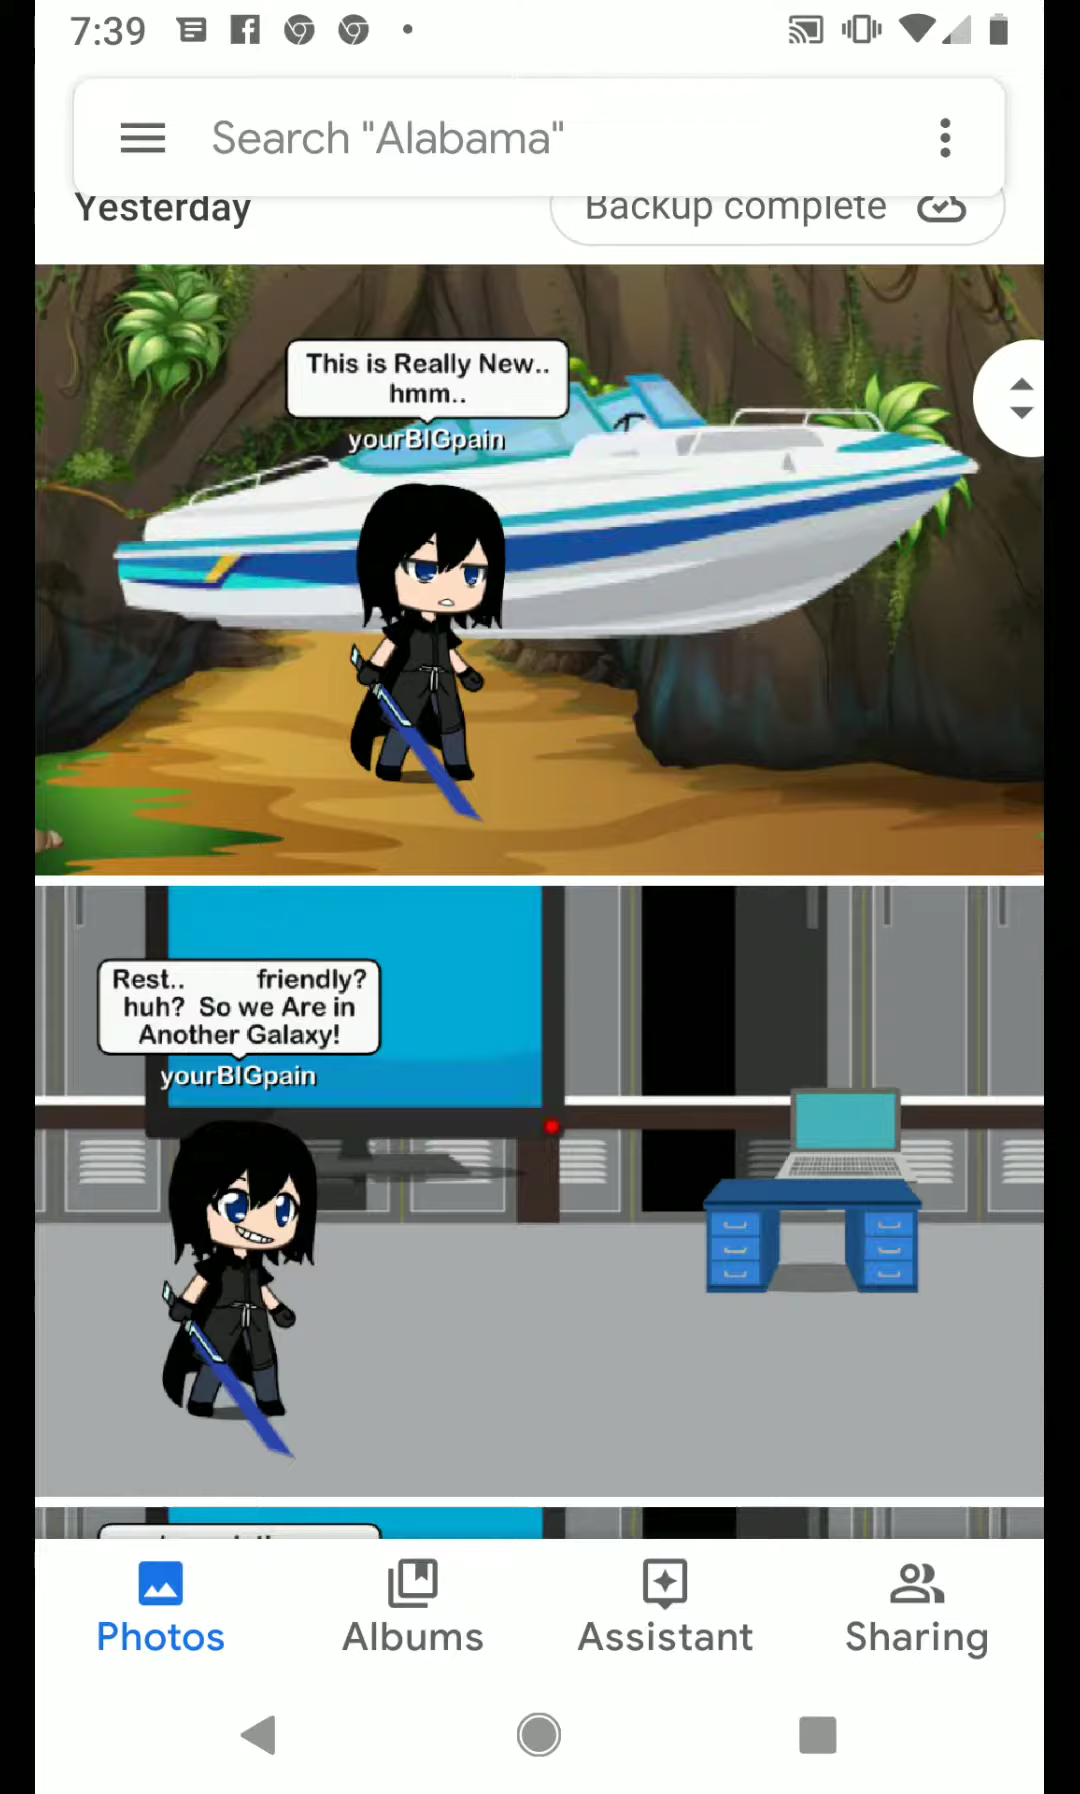 7:39
Search "Alabama"
Yesterday
Backup complete
This is Really New..
hmm..
yourBIGpain
Rest.. friendly?
huh? So we Are in
Another Galaxy!
yourBIGpain
Photos
Albums
Assistant
Sharing